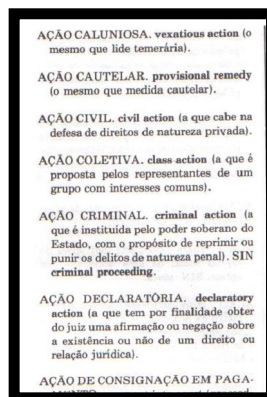 AÇÃO CALUNIOSA. vexatious action (o
mesmo que lide temerária).
AÇÃO CAUTELAR. provisional remedy
(o mesmo que medida cautelar).
AÇÃO CIVIL. civil action (a que cabe na
defesa de direitos de natureza privada).
AÇÃO COLETIVA. class action (a que é
proposta pelos representantes de um
grupo com interesses comuns).
AÇÃO CRIMINAL. criminal action (a
que é instituída pelo poder soberano do
Estado, com o propósito de reprimir ou
punir os delitos de natureza penal). SIN
criminal proceeding.
AÇÃO DECLARATÓRIA. declaratory
action (a que tem por finalidade obter
do juiz uma afirmação ou negação sobre
a existência ou não de um direito ou
relação jurídica).
AÇÃO DE CONSIGNAÇÃO EM PAGA-